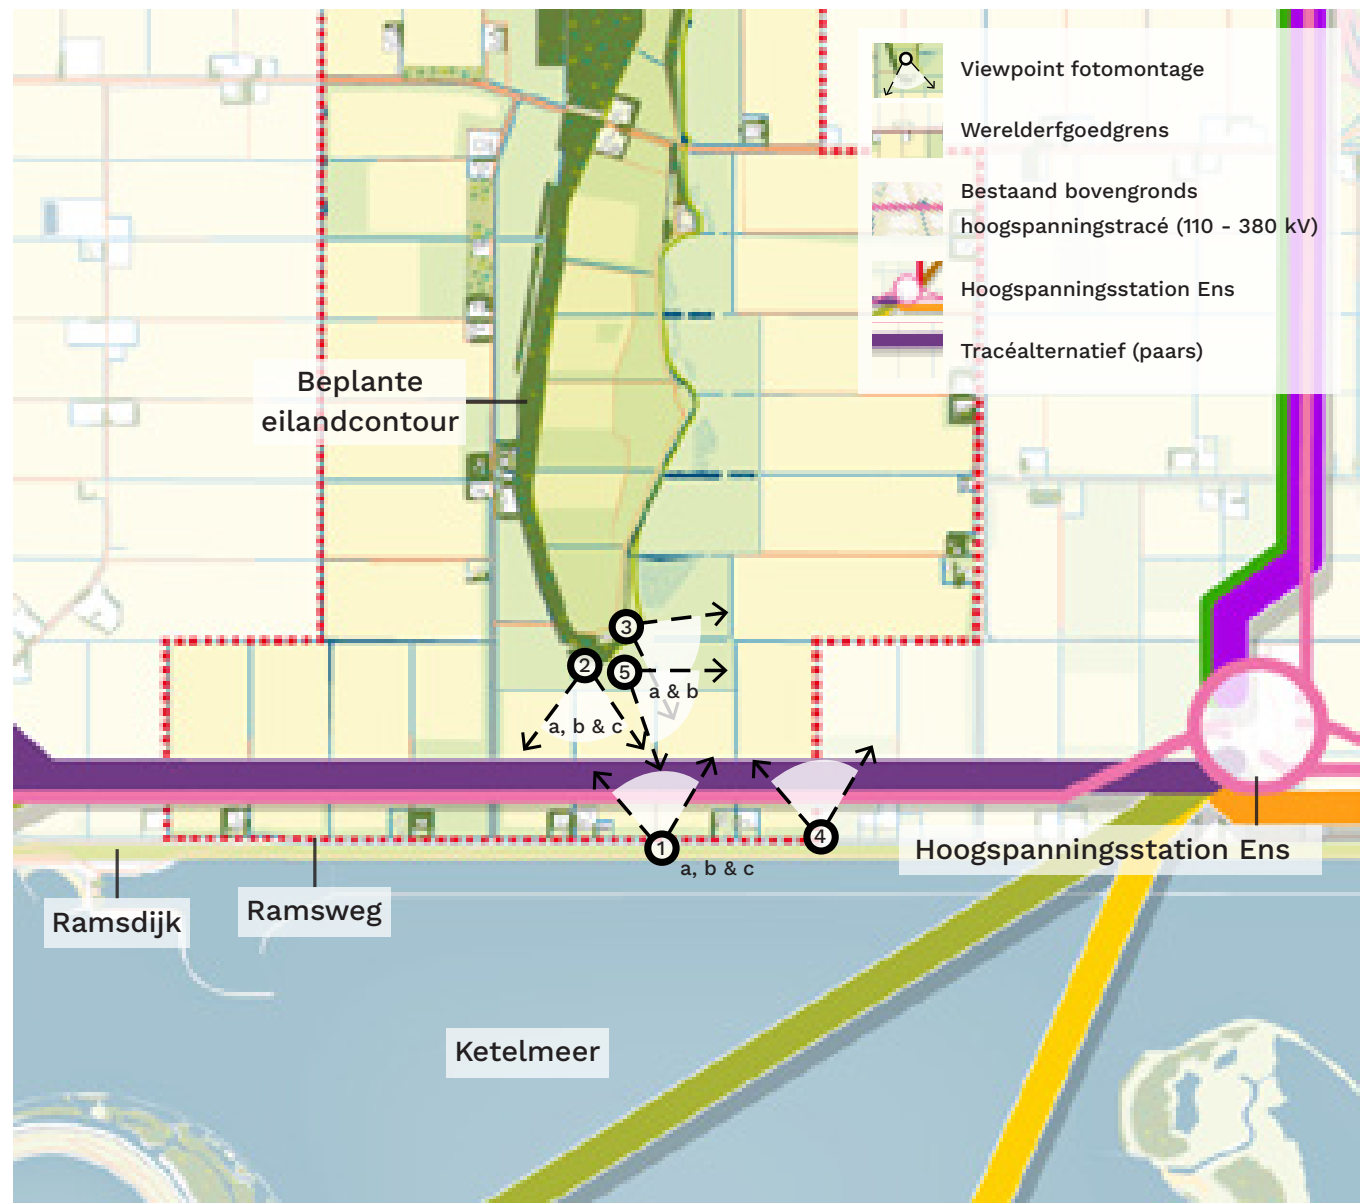 Viewpoint fotomontage
Werelderfgoedgrens
Bestaand bovengronds
hoogspanningstracé (110 - 380 kV)
Hoogspanningsstation Ens
Tracéalternatief (paars)
Beplante
eilandcontour
3
2
5
a & b
a, b & c
1
4
a, b & c
Hoogspanningsstation Ens
Ramsdijk
Ramsweg
Ketelmeer